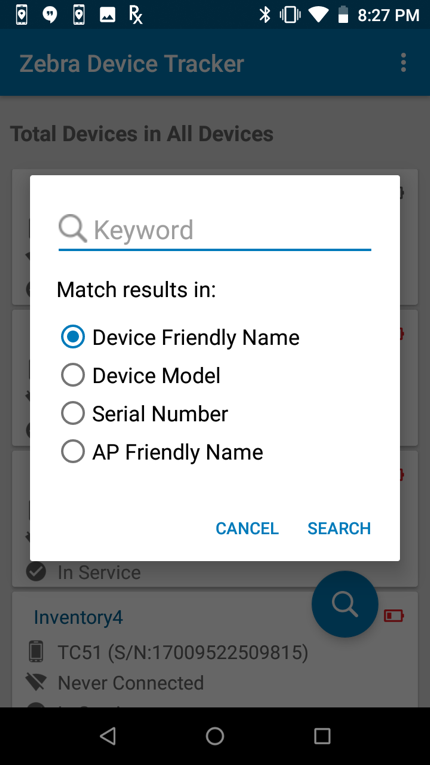 8:27 PM
Zebra Device Tracker
Total Devices in All Devices
Keyword
Match results in:
Device Friendly Name
Device Model
Serial Number
AP Friendly Name
CANCEL SEARCH
In Service
Inventory4
TC51 (S/N:17009522509815)
Never Connected